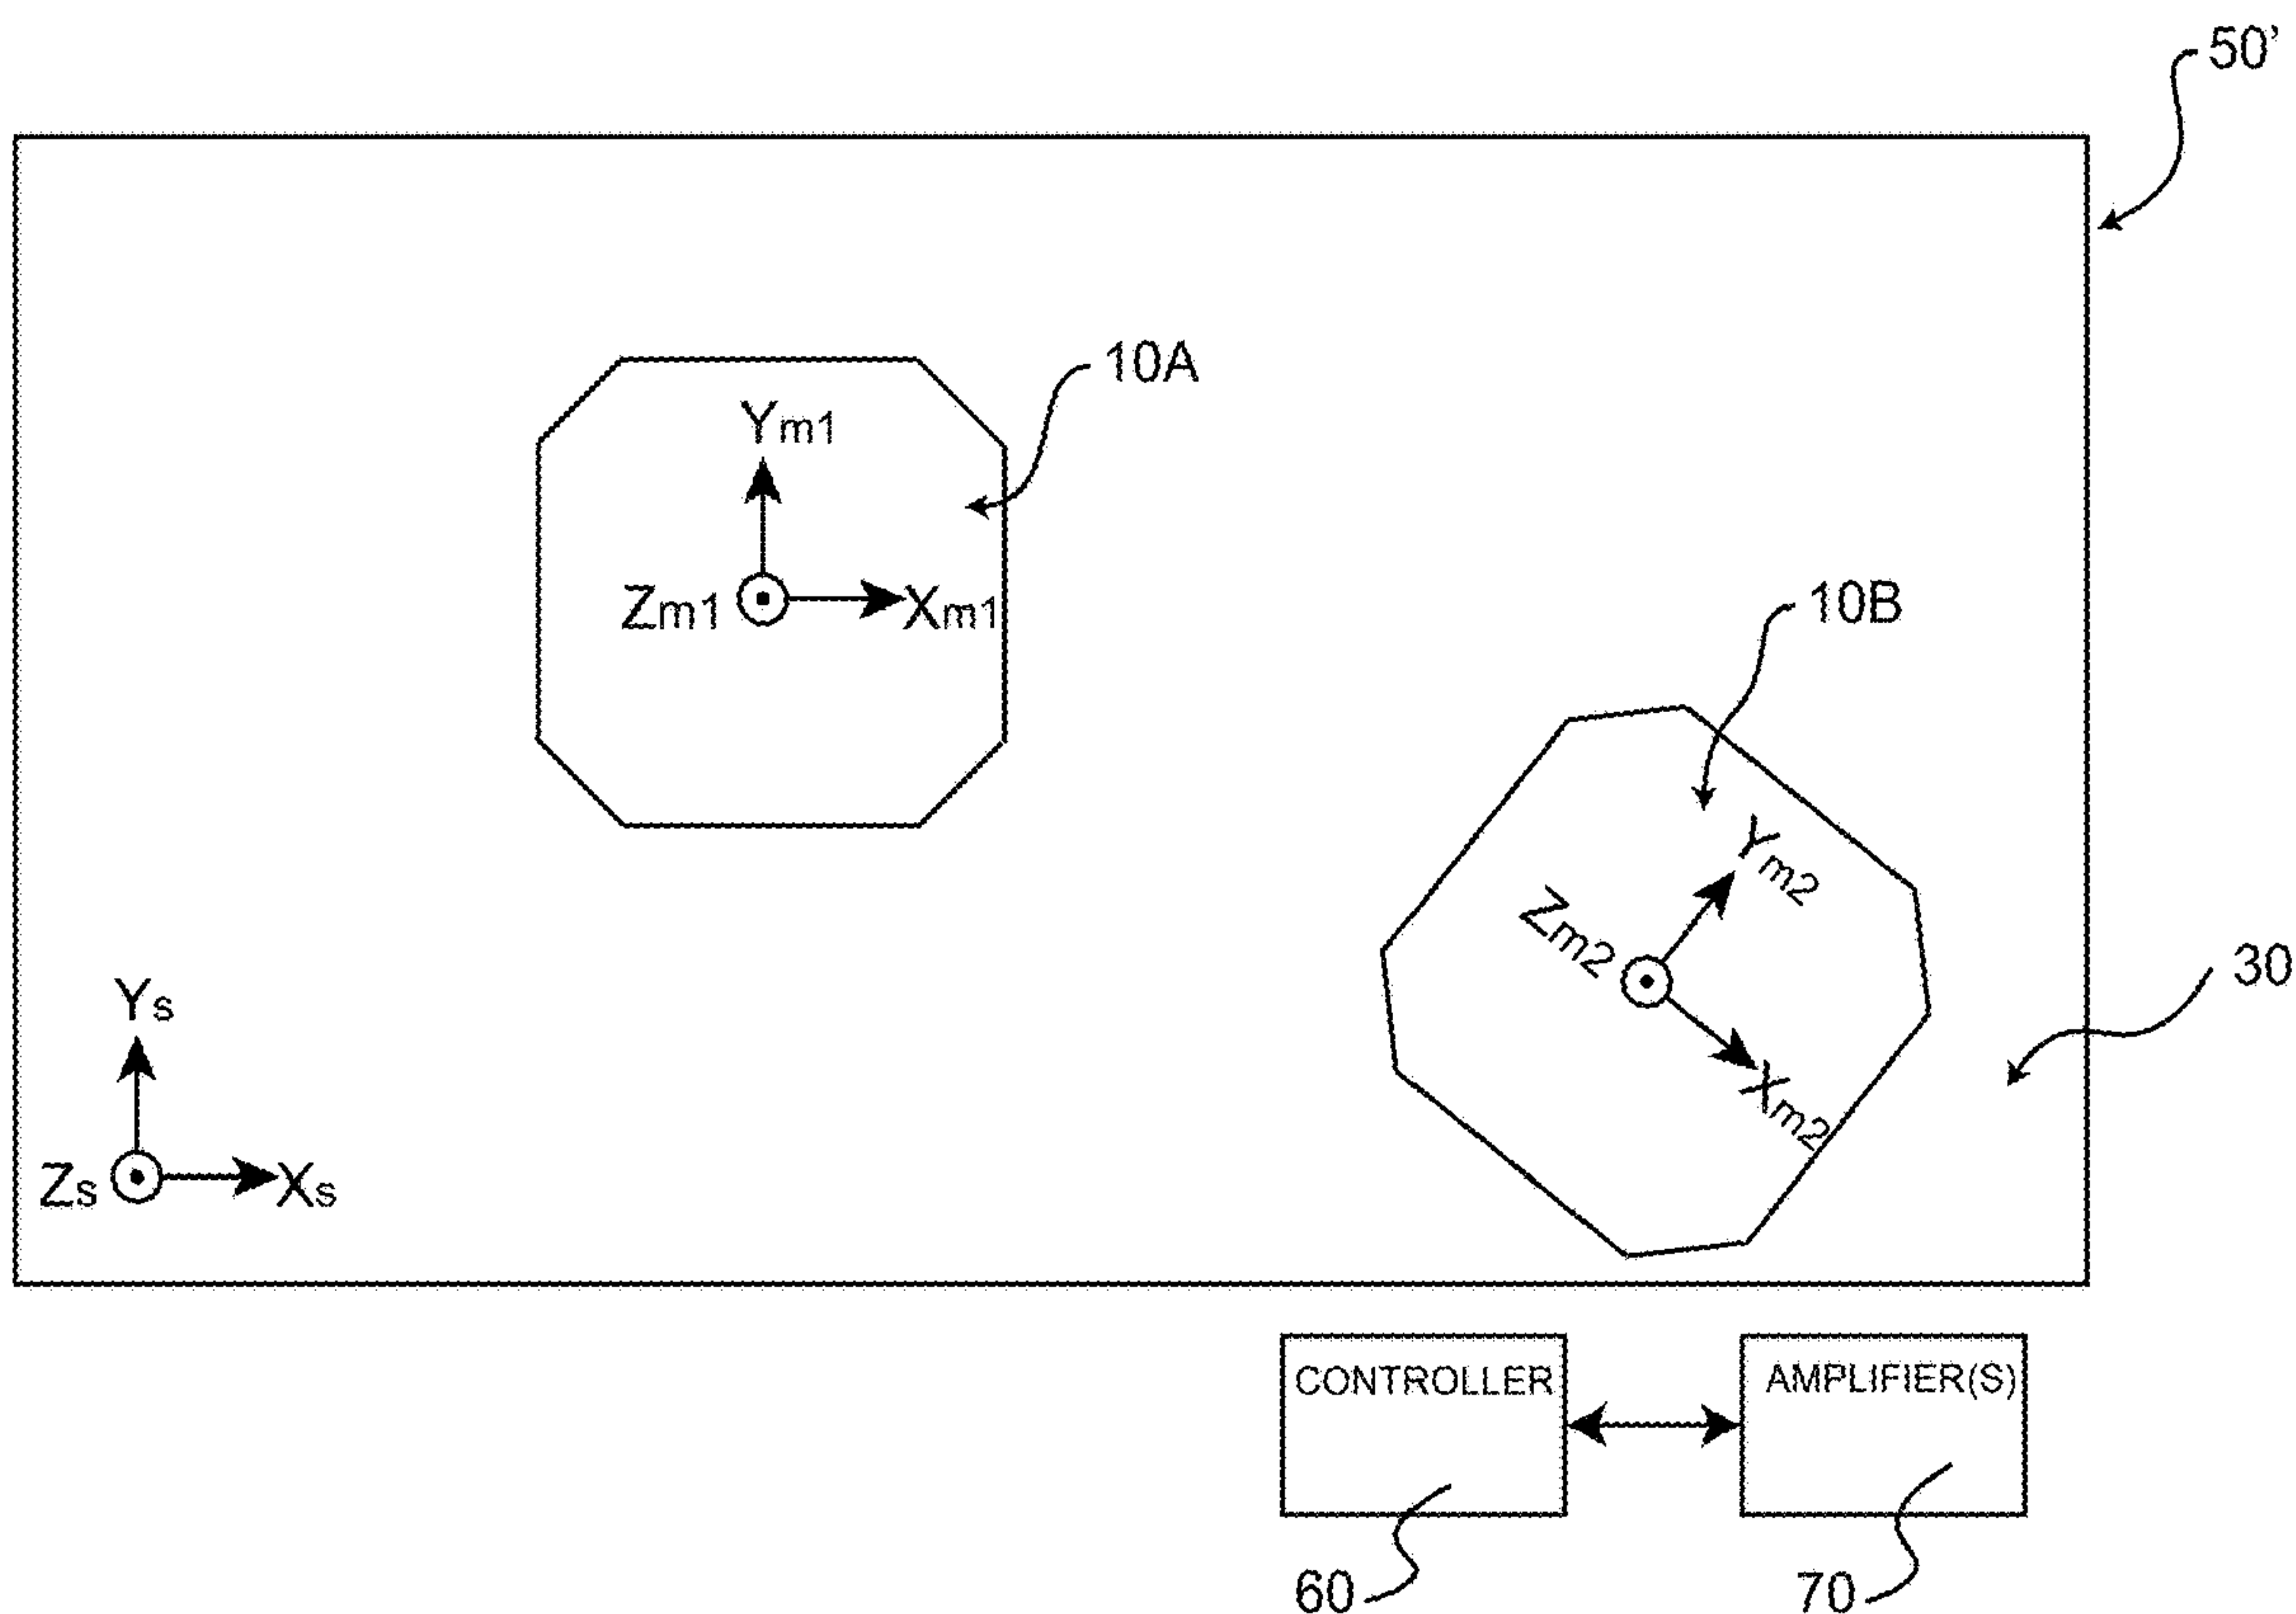 50'
10A
Ym1
Zm1 Xm1
10B
Ym2
Zm2
30
Ys
Xm2
Zs Xs
CONTROLLER AMPLIFIER(S)
60 70